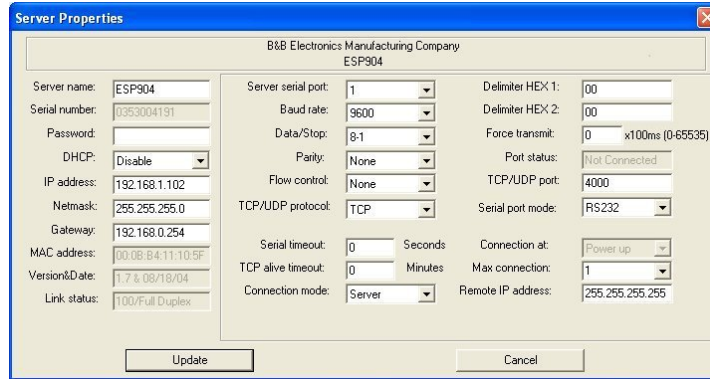 Server Properties
B&B Electronics Manufacturing Company
ESP904
Server name: ESP904
Serial number: 0353004191
Password:
DHCP: Disable
IP address: 192.168.1.102
Netmask: 255.255.255.0
Gateway: 192.168.0.254
MAC address: 00:0B:B4:11:10:5F
Version&Date: 1.7 & 08/18/04
Link status: 100/Full Duplex
Server serial port: 1
Baud rate: 9600
Data/Stop: 8-1
Parity: None
Flow control: None
TCP/UDP protocol: TCP
Serial timeout: 0 Seconds
TCP alive timeout: 0 Minutes
Connection mode: Server
Delimiter HEX 1: 00
Delimiter HEX 2: 00
Force transmit: 0 x100ms (0-65535)
Port status: Not Connected
TCP/UDP port: 4000
Serial port mode: RS232
Connection at: Power up
Max connection: 1
Remote IP address: 255.255.255.255
Update
Cancel